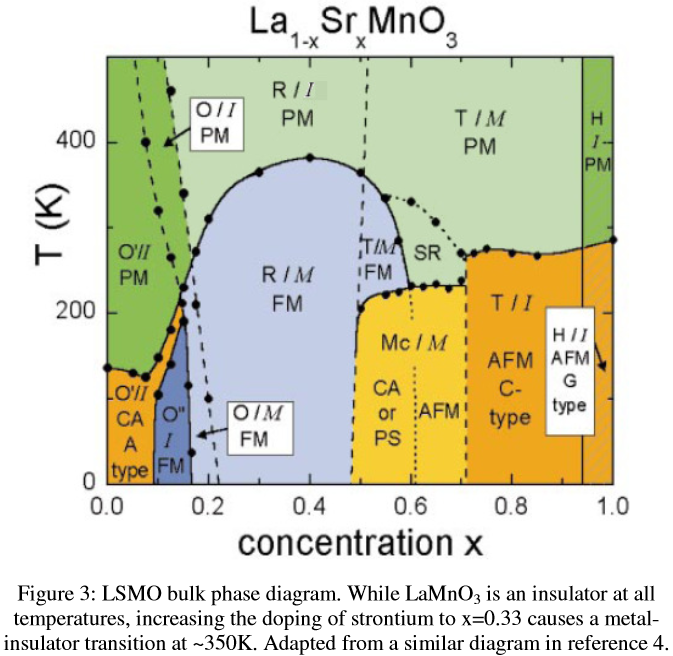 La1-xSrxMnO3
R / I
PM
O / I
PM
T / M
PM
H
I
PM
400
T (K)
O'/I
PM
T/M
FM
SR
R / M
FM
T / I
200
Mc / M
H / I
AFM
G
type
O'/I
CA
A
type
O"
I
FM
O / M
FM
CA
or
PS
AFM
AFM
C-
type
0
0.0 0.2 0.4 0.6 0.8 1.0
concentration x
Figure 3: LSMO bulk phase diagram. While LaMnO3 is an insulator at all
temperatures, increasing the doping of strontium to x=0.33 causes a metal-
insulator transition at ~350K. Adapted from a similar diagram in reference 4.